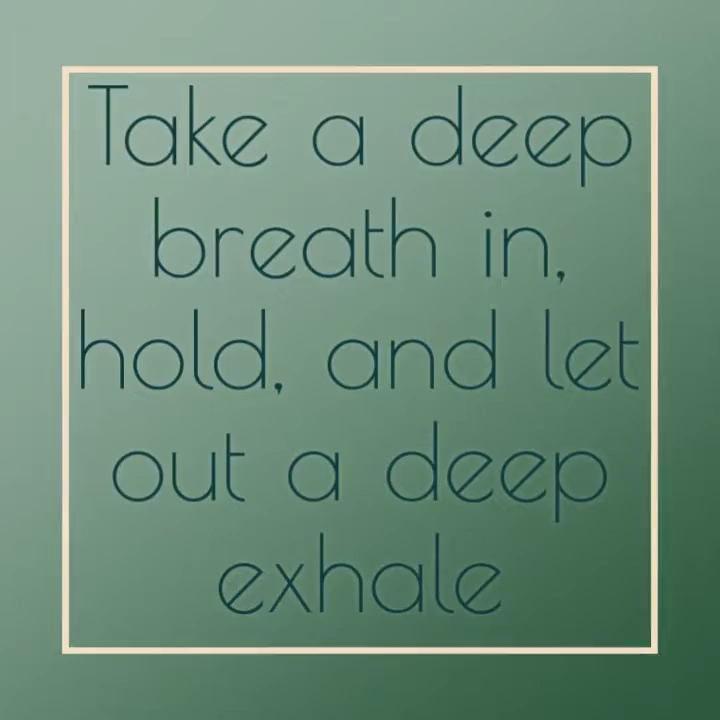 Take a deep
breath in,
hold, and let
out a deep
exhale